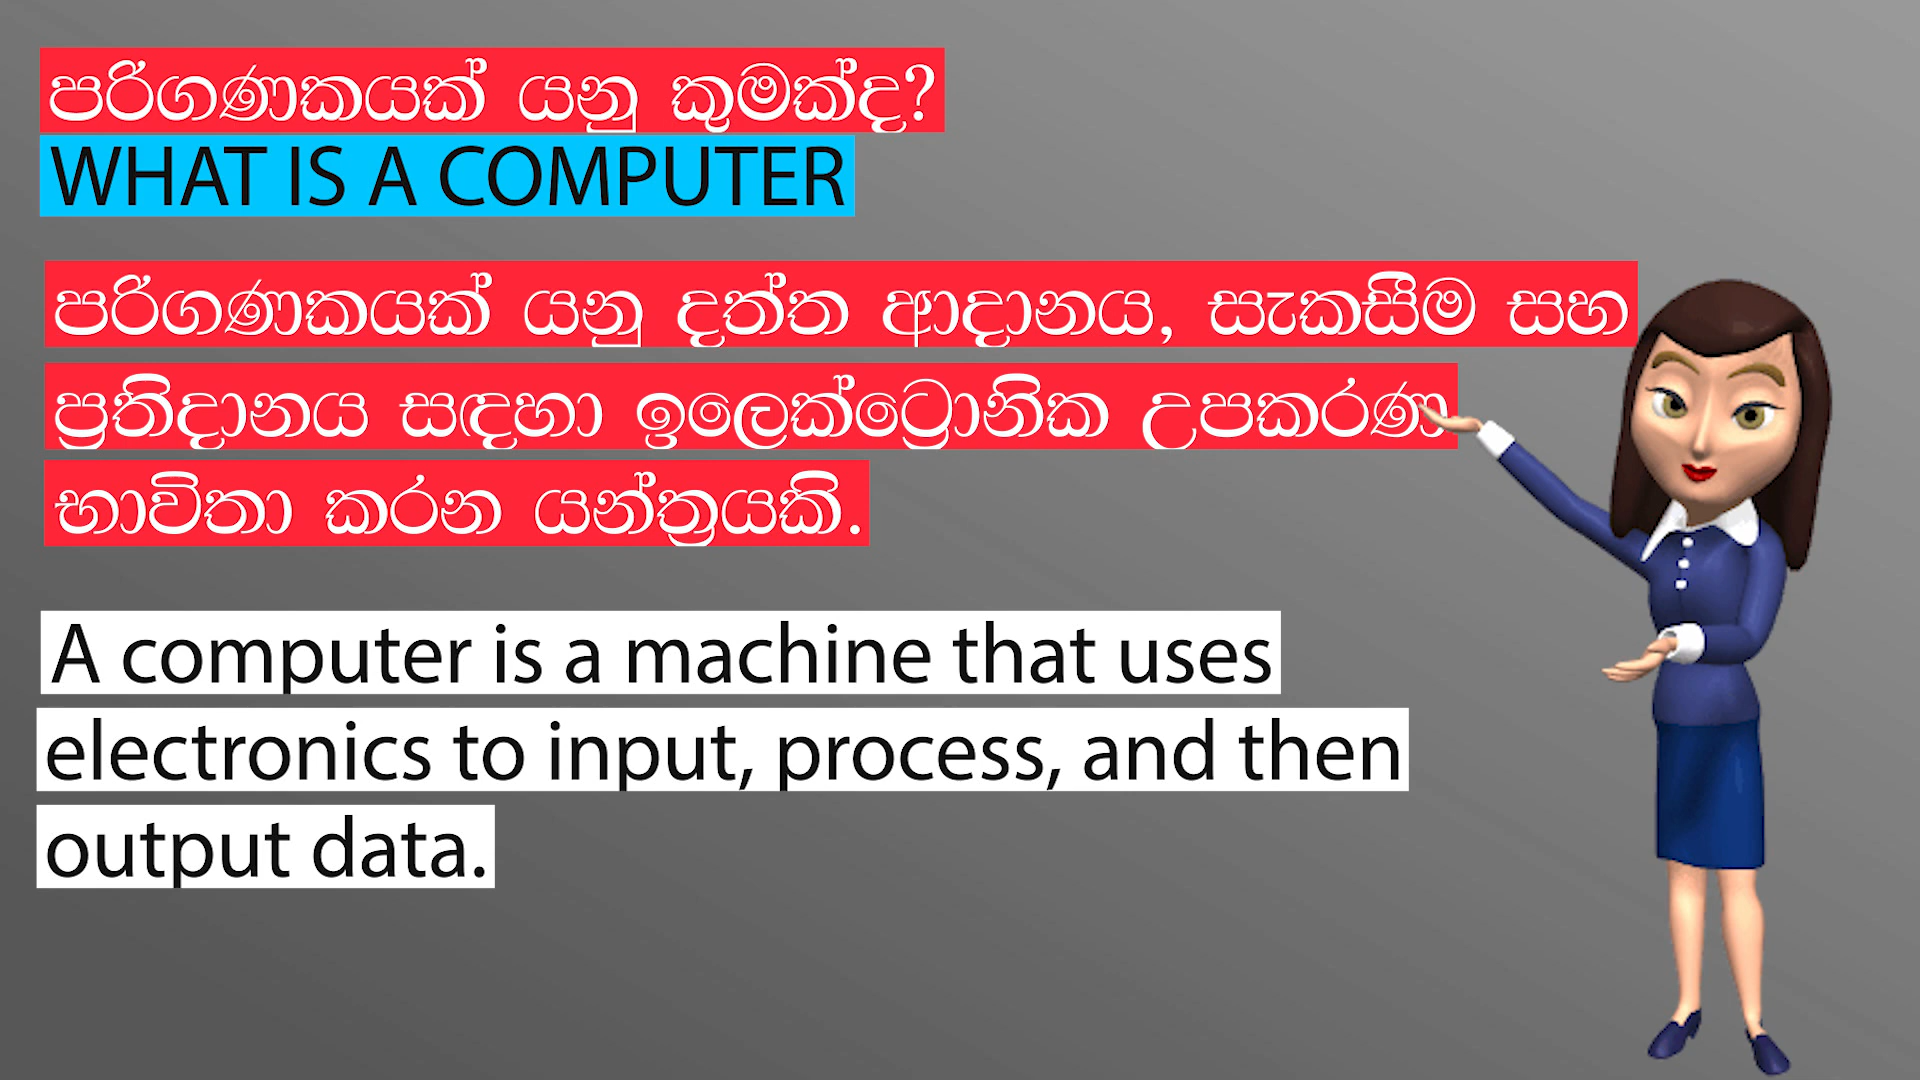 පරිගණකයක් යනු කුමක්ද?
WHAT IS A COMPUTER
පරිගණකයක් යනු දත්ත ආදානය, සැකසීම සහ
ප්‍රතිදානය සඳහා ඉලෙක්ට්‍රොනික උපකරණ
භාවිතා කරන යන්ත්‍රයකි.
A computer is a machine that uses
electronics to input, process, and then
output data.